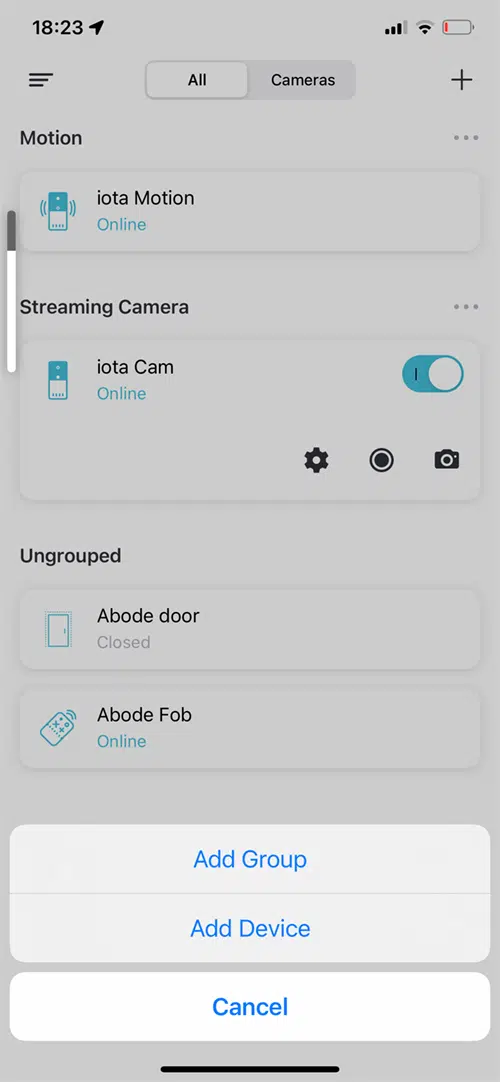 18:23
All
Cameras
Motion
iota Motion
Online
Streaming Camera
iota Cam
Online
Ungrouped
Abode door
Closed
Abode Fob
Online
Add Group
Add Device
Cancel